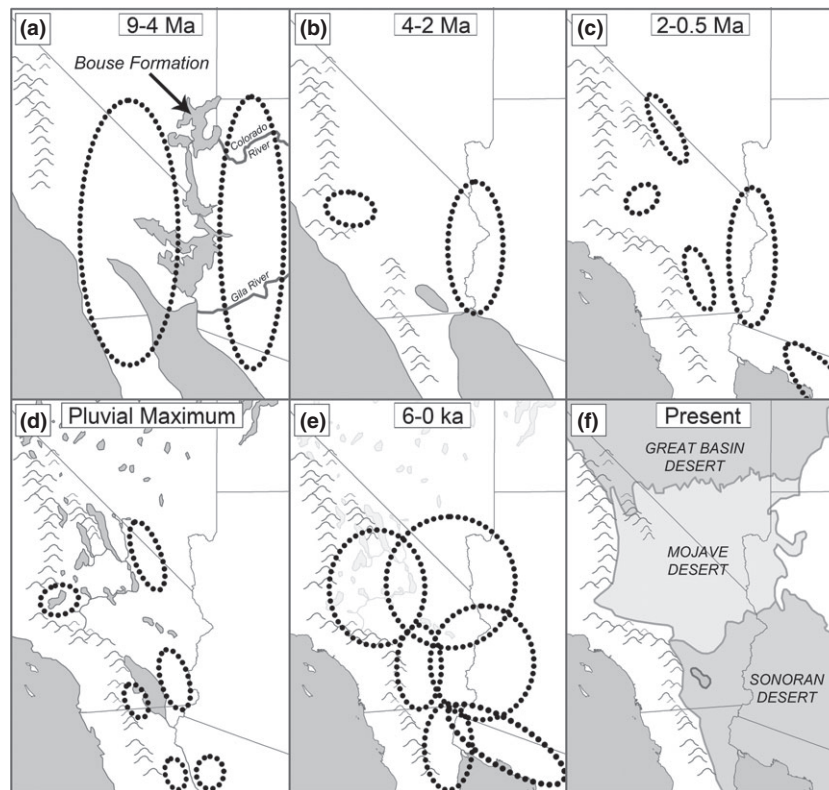 (a) 9-4 Ma
Bouse Formation
Colorado
River
Gila River
(b) 4-2 Ma
(c) 2-0.5 Ma
(d) Pluvial Maximum
(e) 6-0 ka
(f) Present
GREAT BASIN
DESERT
MOJAVE
DESERT
SONORAN
DESERT